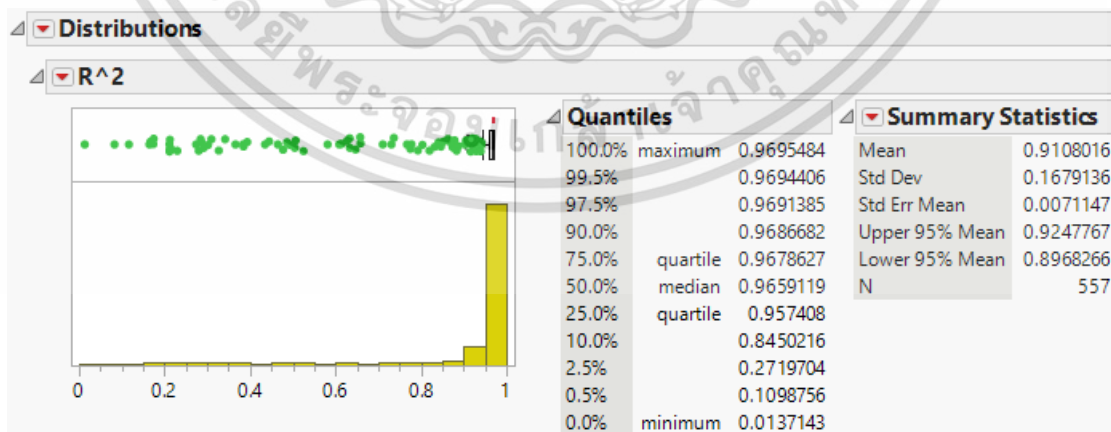 Distributions
R^2
0 0.2 0.4 0.6 0.8 1
Quantiles
100.0% maximum 0.9695484
99.5% 0.9694406
97.5% 0.9691385
90.0% 0.9686682
75.0% quartile 0.9678627
50.0% median 0.9659119
25.0% quartile 0.957408
10.0% 0.8450216
2.5% 0.2719704
0.5% 0.1098756
0.0% minimum 0.0137143
Summary Statistics
Mean 0.9108016
Std Dev 0.1679136
Std Err Mean 0.0071147
Upper 95% Mean 0.9247767
Lower 95% Mean 0.8968266
N 557